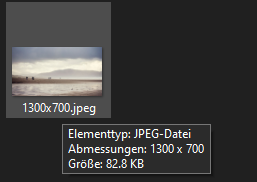 1300x700.jpeg
Elementtyp: JPEG-Datei
Abmessungen: 1300 x 700
Größe: 82.8 KB